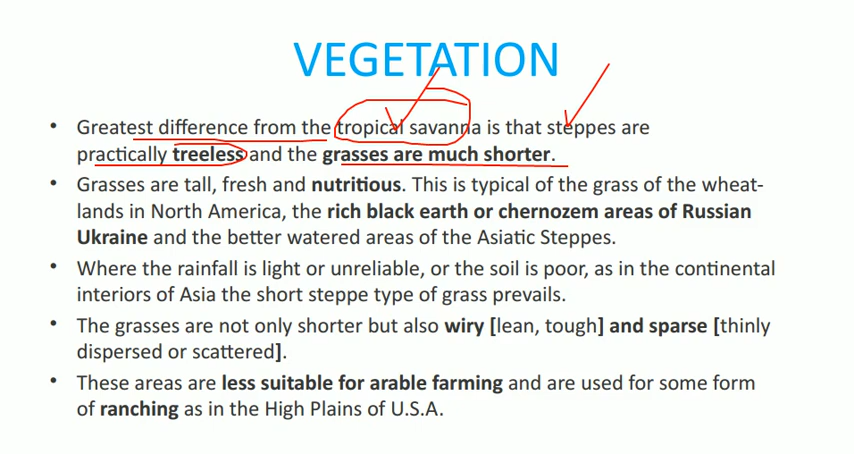 VEGETATION
• Greatest difference from the tropical savanna is that steppes are
practically treeless and the grasses are much shorter.
• Grasses are tall, fresh and nutritious. This is typical of the grass of the wheat-
lands in North America, the rich black earth or chernozem areas of Russian
Ukraine and the better watered areas of the Asiatic Steppes.
• Where the rainfall is light or unreliable, or the soil is poor, as in the continental
interiors of Asia the short steppe type of grass prevails.
• The grasses are not only shorter but also wiry [lean, tough] and sparse [thinly
dispersed or scattered].
• These areas are less suitable for arable farming and are used for some form
of ranching as in the High Plains of U.S.A.